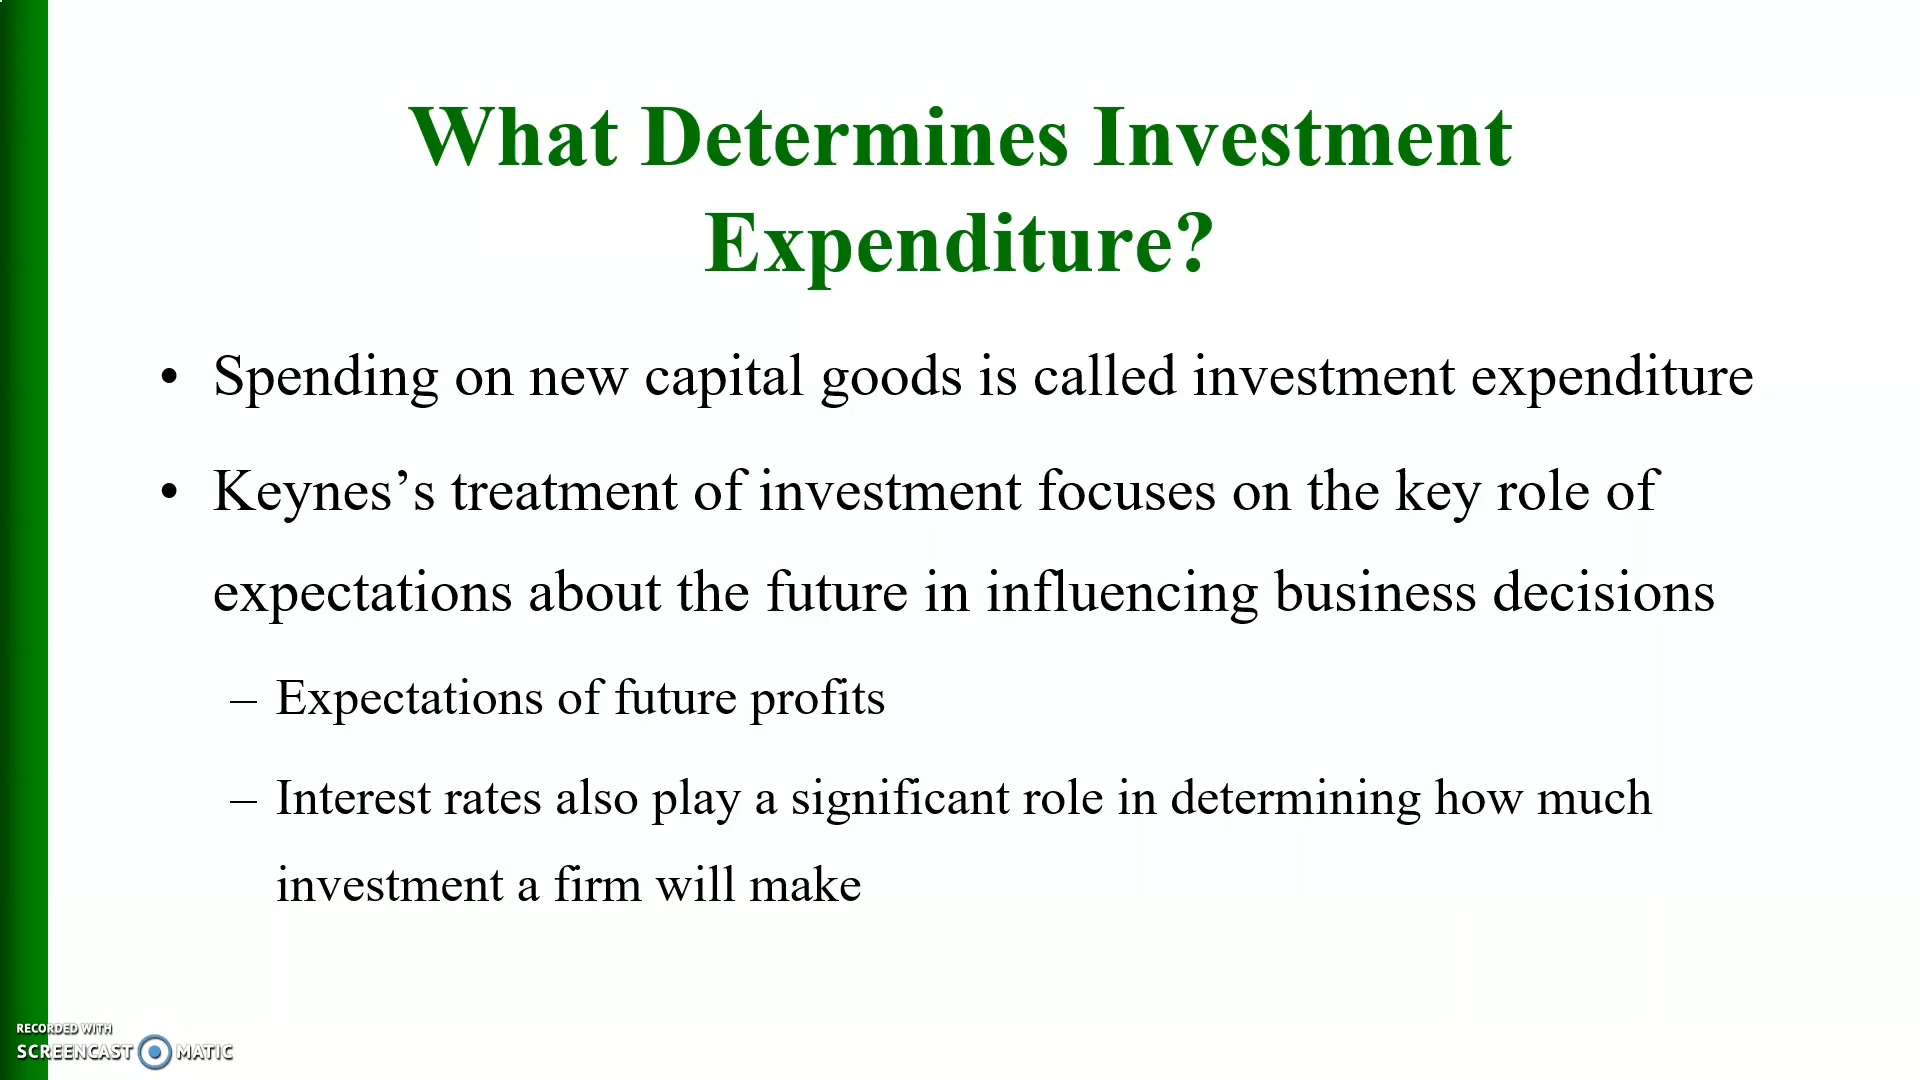 What Determines Investment
Expenditure?
• Spending on new capital goods is called investment expenditure
• Keynes’s treatment of investment focuses on the key role of
expectations about the future in influencing business decisions
– Expectations of future profits
– Interest rates also play a significant role in determining how much
investment a firm will make
RECORDED WITH
SCREENCAST MATIC